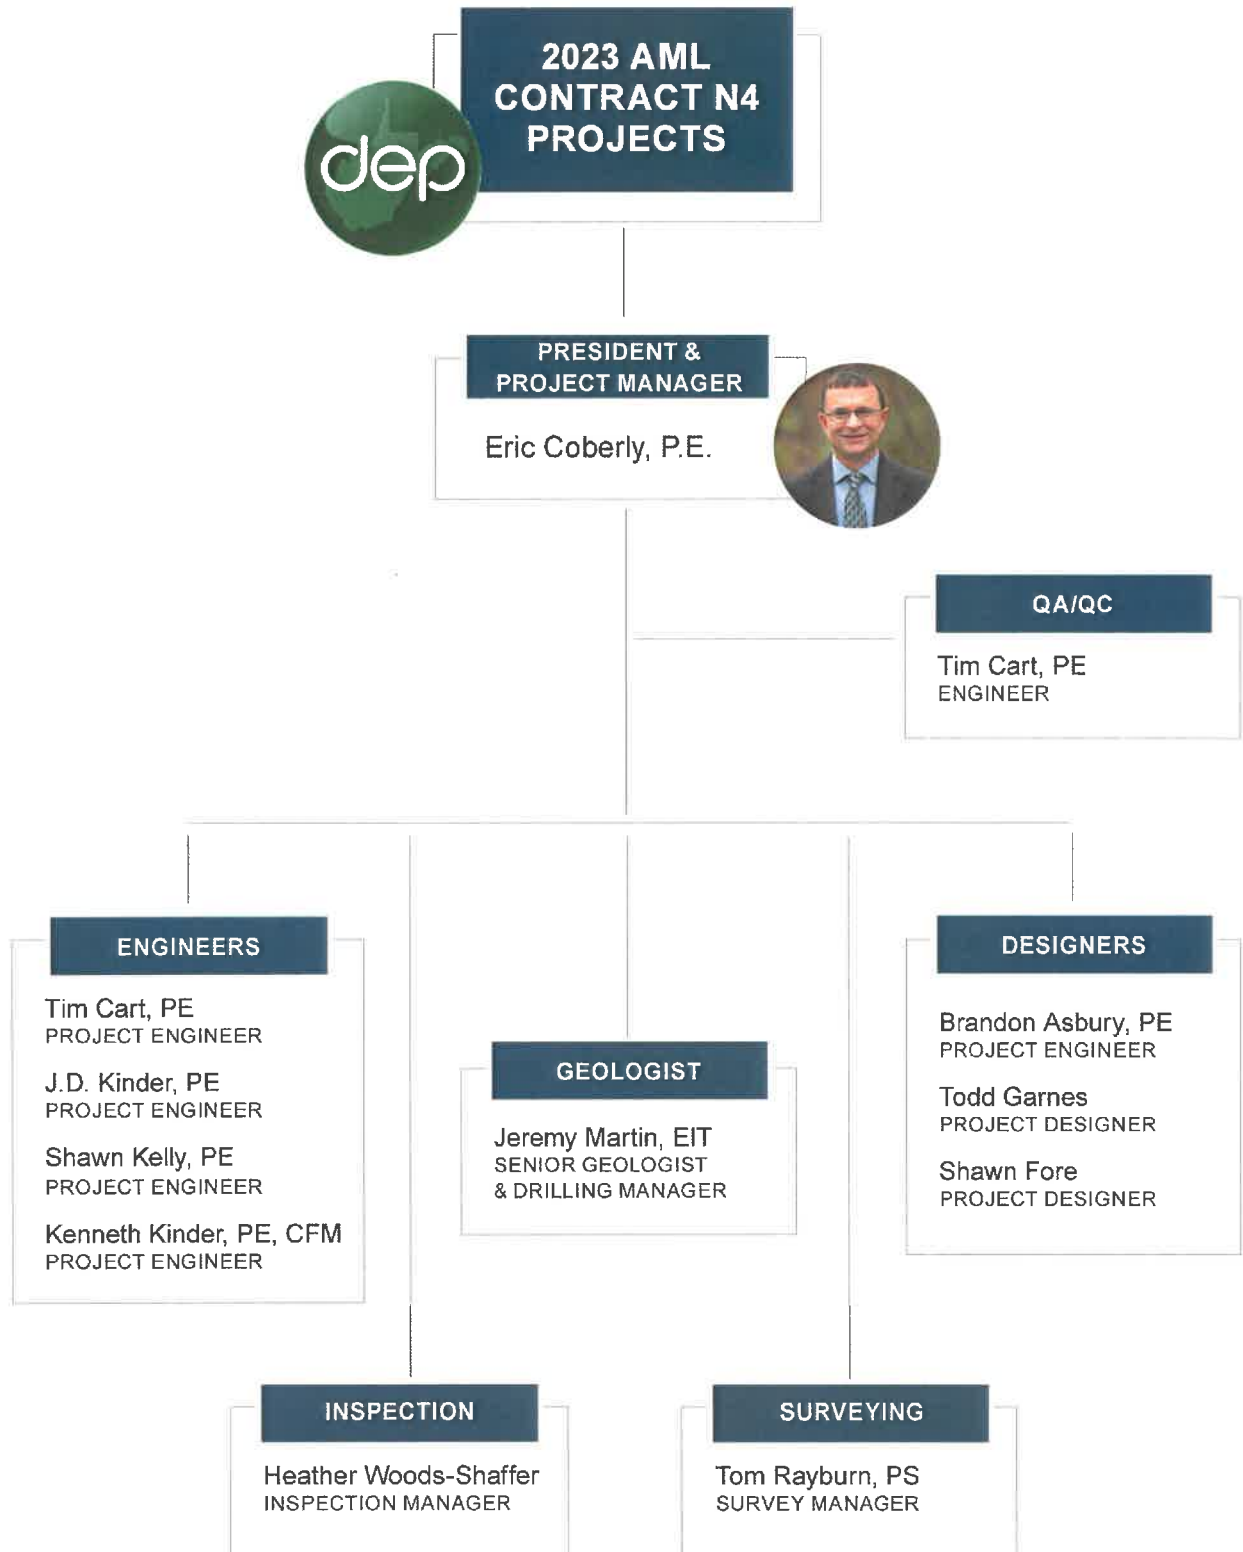 2023 AML
CONTRACT N4
PROJECTS
dep
PRESIDENT &
PROJECT MANAGER
Eric Coberly, P.E.
QA/QC
Tim Cart, PE
ENGINEER
ENGINEERS
Tim Cart, PE
PROJECT ENGINEER
J.D. Kinder, PE
PROJECT ENGINEER
Shawn Kelly, PE
PROJECT ENGINEER
Kenneth Kinder, PE, CFM
PROJECT ENGINEER
GEOLOGIST
Jeremy Martin, EIT
SENIOR GEOLOGIST
& DRILLING MANAGER
DESIGNERS
Brandon Asbury, PE
PROJECT ENGINEER
Todd Garnes
PROJECT DESIGNER
Shawn Fore
PROJECT DESIGNER
INSPECTION
Heather Woods-Shaffer
INSPECTION MANAGER
SURVEYING
Tom Rayburn, PS
SURVEY MANAGER